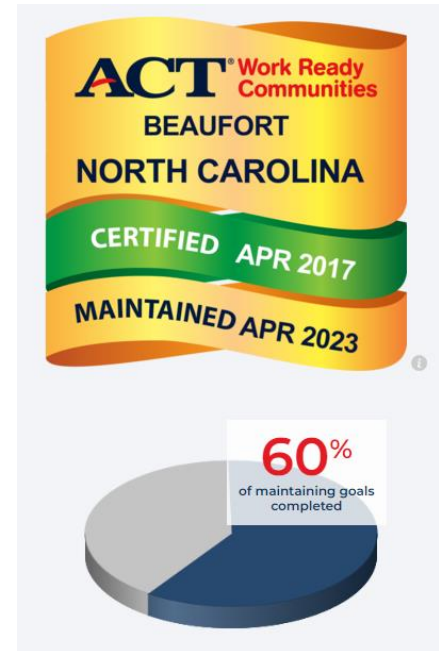 ACT® Work Ready
Communities
BEAUFORT
NORTH CAROLINA
CERTIFIED APR 2017
MAINTAINED APR 2023
i
60%
of maintaining goals
completed